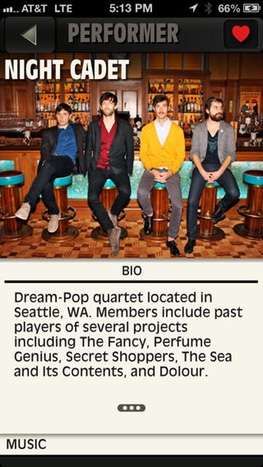 AT&T LTE 5:13 PM 66%
PERFORMER
NIGHT CADET
BIO
Dream-Pop quartet located in
Seattle, WA. Members include past
players of several projects
including The Fancy, Perfume
Genius, Secret Shoppers, The Sea
and Its Contents, and Dolour.
MUSIC